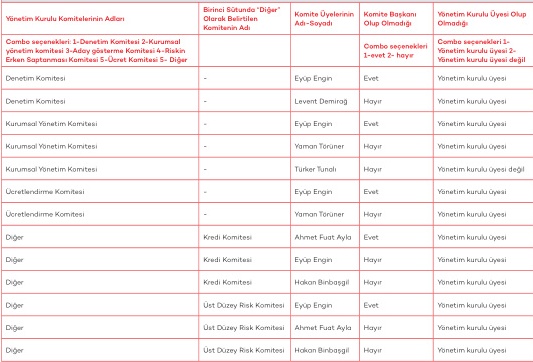 Yönetim Kurulu Komitelerinin Adları
Birinci Sütunda "Diğer"
Olarak Belirtilen
Komitenin Adı
Komite Üyelerinin
Adı-Soyadı
Komite Başkanı
Olup Olmadığı
Yönetim Kurulu Üyesi Olup
Olmadığı
Combo seçenekleri: 1-Denetim Komitesi 2-Kurumsal
yönetim komitesi 3-Aday gösterme Komitesi 4-Riskin
Erken Saptanması Komitesi 5-Ücret Komitesi 5- Diğer
Combo seçenekleri
1-evet 2- hayır
Combo seçenekleri 1-
Yönetim kurulu üyesi 2-
Yönetim kurulu üyesi değil
Denetim Komitesi - Eyüp Engin Evet Yönetim kurulu üyesi
Denetim Komitesi - Levent Demirağ Hayır Yönetim kurulu üyesi
Kurumsal Yönetim Komitesi - Eyüp Engin Evet Yönetim kurulu üyesi
Kurumsal Yönetim Komitesi - Yaman Törüner Hayır Yönetim kurulu üyesi
Kurumsal Yönetim Komitesi - Türker Tunalı Hayır Yönetim kurulu üyesi değil
Ücretlendirme Komitesi - Eyüp Engin Evet Yönetim kurulu üyesi
Ücretlendirme Komitesi - Yaman Törüner Hayır Yönetim kurulu üyesi
Diğer Kredi Komitesi Ahmet Fuat Ayla Evet Yönetim kurulu üyesi
Diğer Kredi Komitesi Eyüp Engin Hayır Yönetim kurulu üyesi
Diğer Kredi Komitesi Hakan Binbaşgil Hayır Yönetim kurulu üyesi
Diğer Üst Düzey Risk Komitesi Eyüp Engin Evet Yönetim kurulu üyesi
Diğer Üst Düzey Risk Komitesi Ahmet Fuat Ayla Hayır Yönetim kurulu üyesi
Diğer Üst Düzey Risk Komitesi Hakan Binbaşgil Hayır Yönetim kurulu üyesi